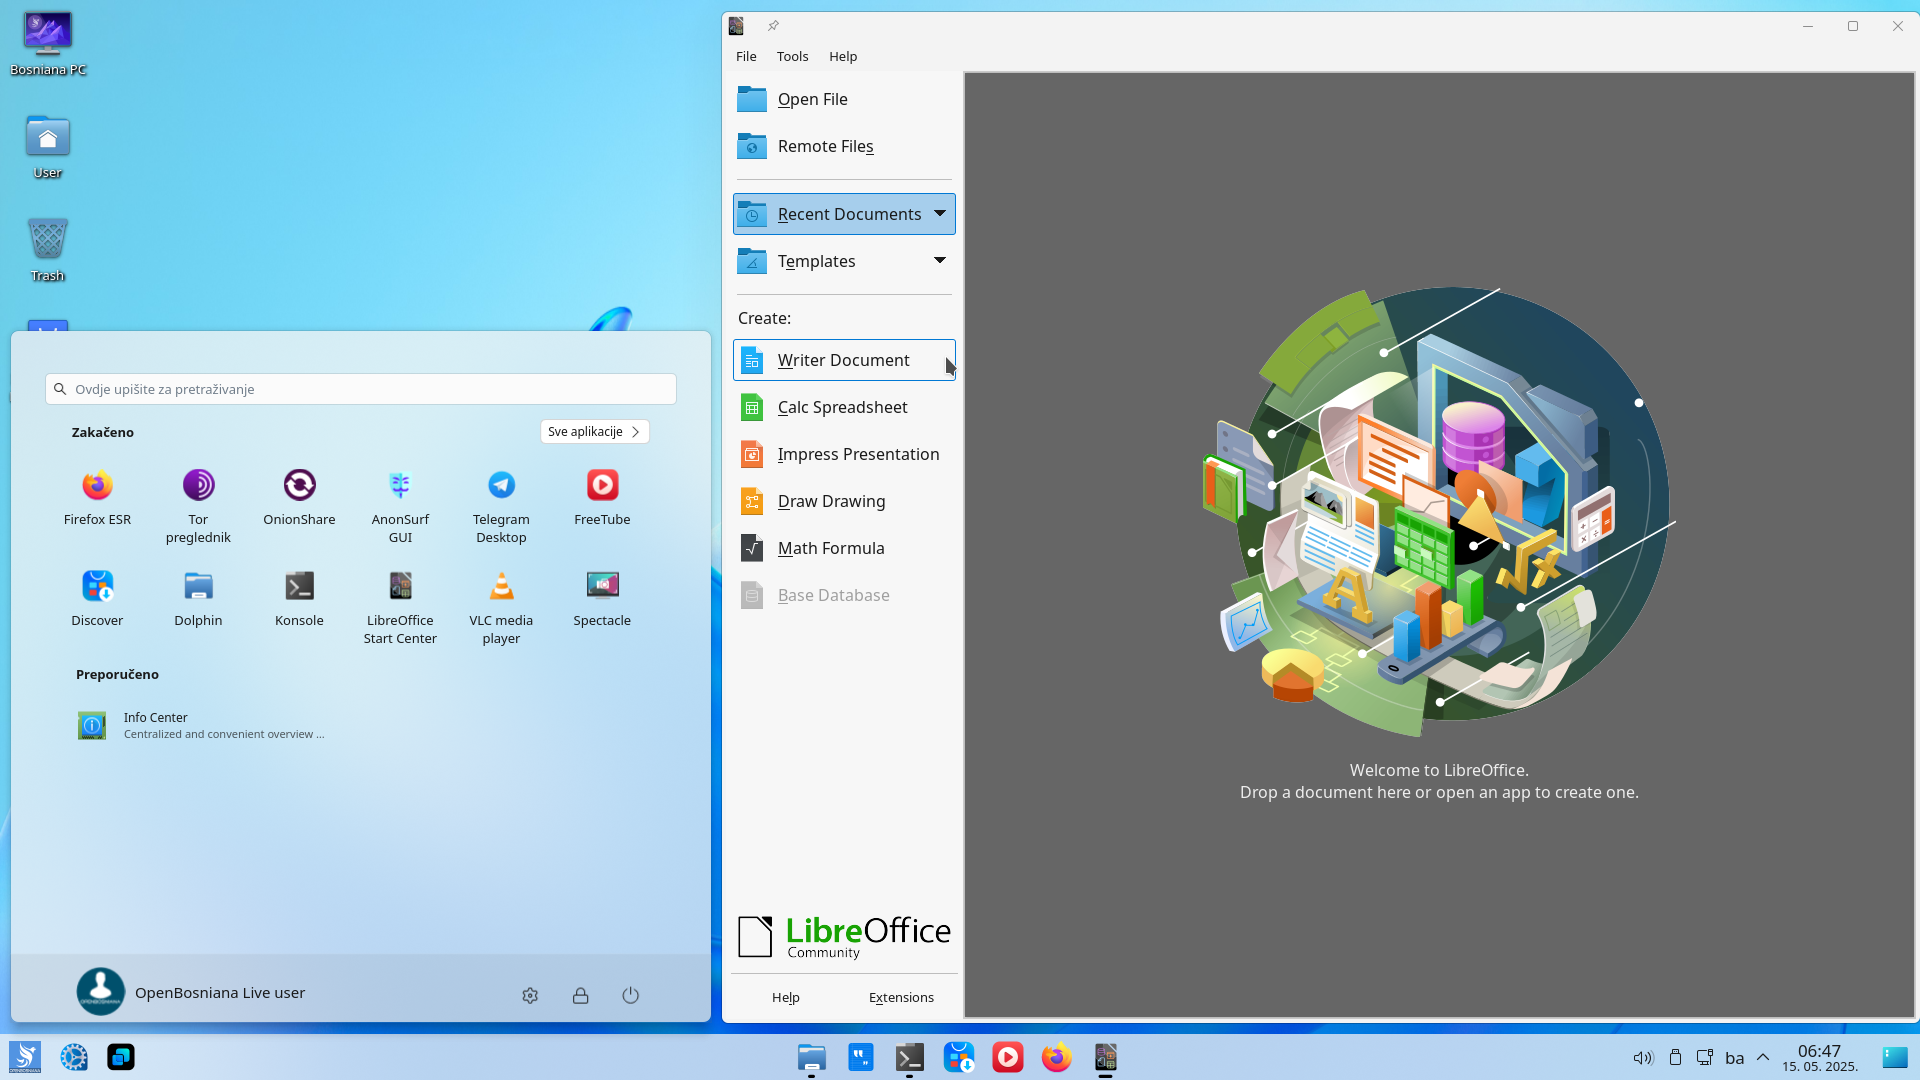 Bosniana PC
User
Trash
Ovdje upišite za pretraživanje
Zakačeno
Sve aplikacije
Firefox ESR
Tor preglednik
OnionShare
AnonSurf GUI
Telegram Desktop
FreeTube
Discover
Dolphin
Konsole
LibreOffice Start Center
VLC media player
Spectacle
Preporučeno
Info Center
Centralized and convenient overview ...
OpenBosniana Live user
File Tools Help
Open File
Remote Files
Recent Documents
Templates
Create:
Writer Document
Calc Spreadsheet
Impress Presentation
Draw Drawing
Math Formula
Base Database
LibreOffice
Community
Help Extensions
Welcome to LibreOffice.
Drop a document here or open an app to create one.
ba
06:47
15. 05. 2025.